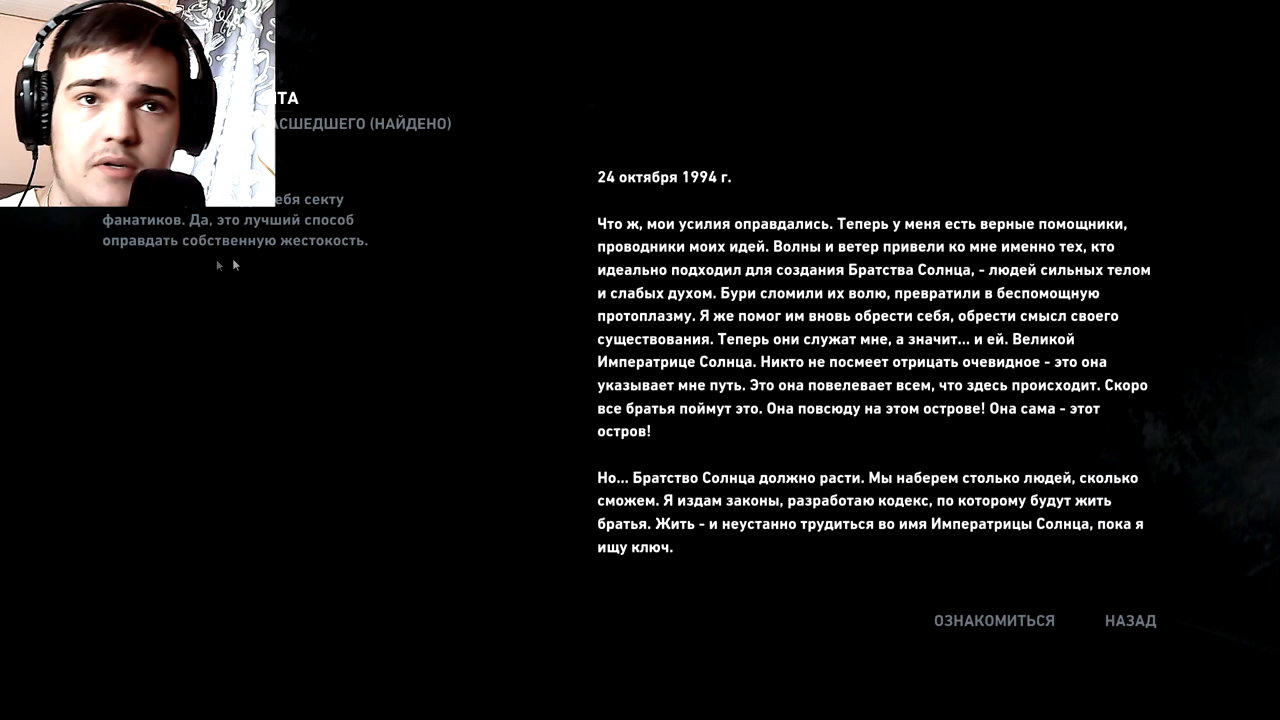 АСШЕДШЕГО (НАЙДЕНО)
секту
фанатиков. Да, это лучший способ
оправдать собственную жестокость.
24 октября 1994 г.
Что ж, мои усилия оправдались. Теперь у меня есть верные помощники,
проводники моих идей. Волны и ветер привели ко мне именно тех, кто
идеально подходил для создания Братства Солнца, - людей сильных телом
и слабых духом. Бури сломили их волю, превратили в беспомощную
протоплазму. Я же помог им вновь обрести себя, обрести смысл своего
существования. Теперь они служат мне, а значит... и ей. Великой
Императрице Солнца. Никто не посмеет отрицать очевидное - это она
указывает мне путь. Это она повелевает всем, что здесь происходит. Скоро
все братья поймут это. Она повсюду на этом острове! Она сама - этот
остров!
Но... Братство Солнца должно расти. Мы наберем столько людей, сколько
сможем. Я издам законы, разработаю кодекс, по которому будут жить
братья. Жить - и неустанно трудиться во имя Императрицы Солнца, пока я
ищу ключ.
ОЗНАКОМИТЬСЯ НАЗАД